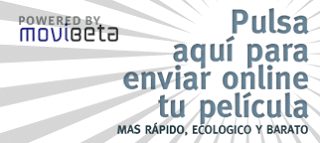 POWERED BY
movibeta
Pulsa
aquí para
enviar online
tu película
MAS RÁPIDO, ECOLOGICO Y BARATO